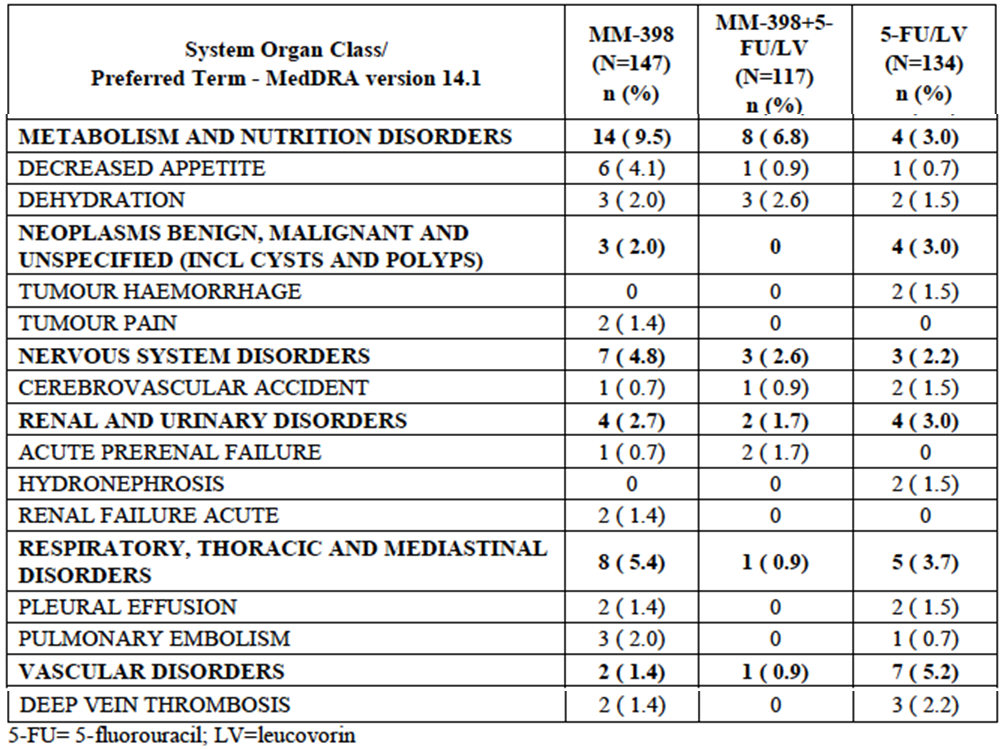 System Organ Class/
Preferred Term - MedDRA version 14.1
MM-398
(N=147)
n (%)
MM-398+5-
FU/LV
(N=117)
n (%)
5-FU/LV
(N=134)
n (%)
METABOLISM AND NUTRITION DISORDERS 14 ( 9.5) 8 ( 6.8) 4 ( 3.0)
DECREASED APPETITE 6 ( 4.1) 1 ( 0.9) 1 ( 0.7)
DEHYDRATION 3 ( 2.0) 3 ( 2.6) 2 ( 1.5)
NEOPLASMS BENIGN, MALIGNANT AND
UNSPECIFIED (INCL CYSTS AND POLYPS) 3 ( 2.0) 0 4 ( 3.0)
TUMOUR HAEMORRHAGE 0 0 2 ( 1.5)
TUMOUR PAIN 2 ( 1.4) 0 0
NERVOUS SYSTEM DISORDERS 7 ( 4.8) 3 ( 2.6) 3 ( 2.2)
CEREBROVASCULAR ACCIDENT 1 ( 0.7) 1 ( 0.9) 2 ( 1.5)
RENAL AND URINARY DISORDERS 4 ( 2.7) 2 ( 1.7) 4 ( 3.0)
ACUTE PRERENAL FAILURE 1 ( 0.7) 2 ( 1.7) 0
HYDRONEPHROSIS 0 0 2 ( 1.5)
RENAL FAILURE ACUTE 2 ( 1.4) 0 0
RESPIRATORY, THORACIC AND MEDIASTINAL
DISORDERS 8 ( 5.4) 1 ( 0.9) 5 ( 3.7)
PLEURAL EFFUSION 2 ( 1.4) 0 2 ( 1.5)
PULMONARY EMBOLISM 3 ( 2.0) 0 1 ( 0.7)
VASCULAR DISORDERS 2 ( 1.4) 1 ( 0.9) 7 ( 5.2)
DEEP VEIN THROMBOSIS 2 ( 1.4) 0 3 ( 2.2)
5-FU= 5-fluorouracil; LV=leucovorin